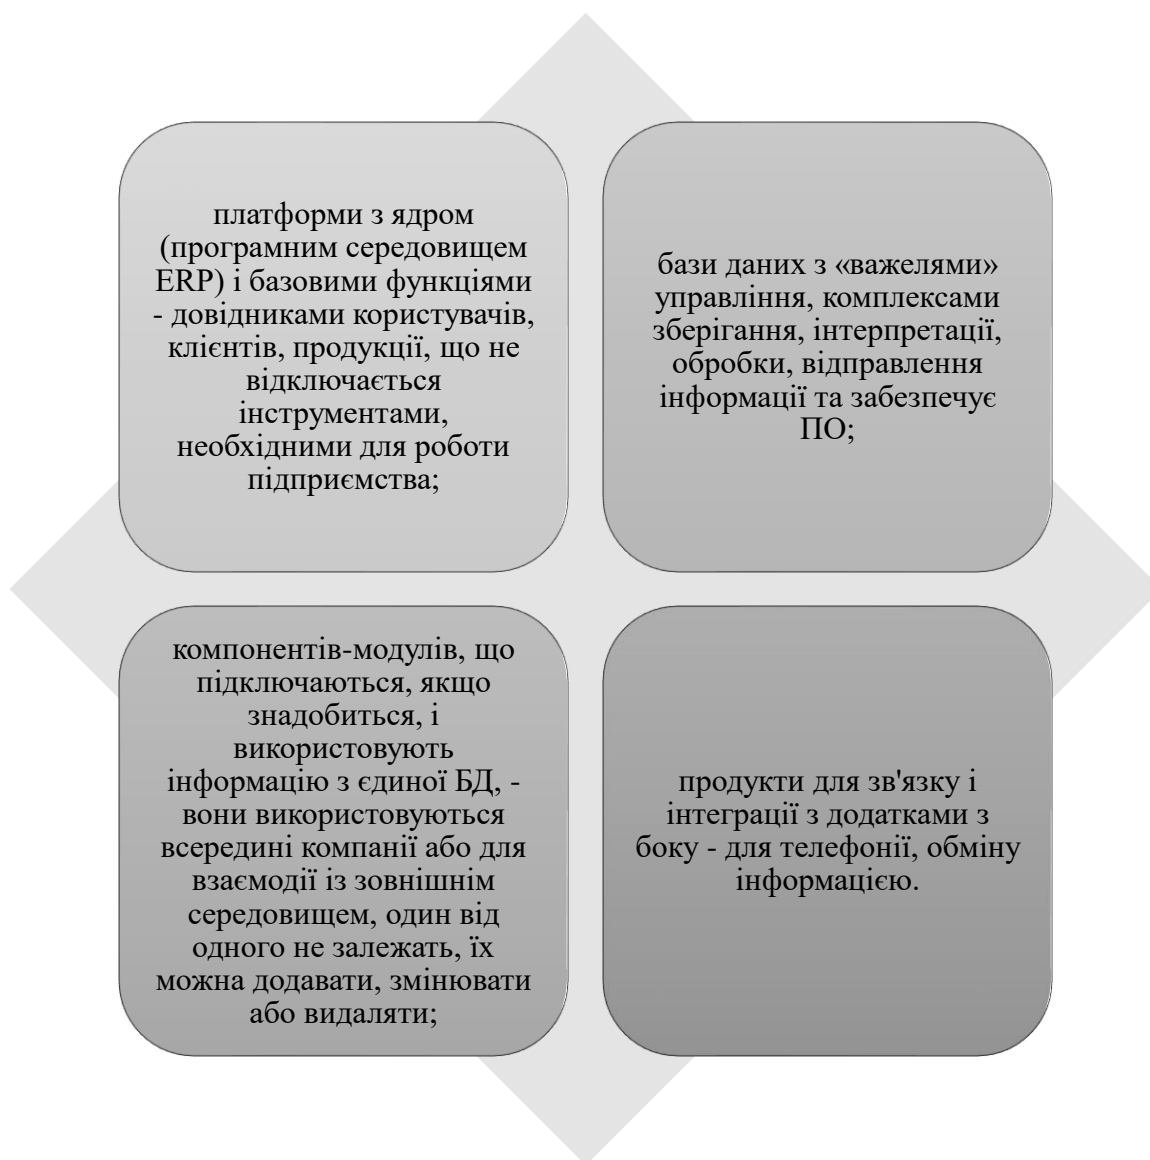 платформи з ядром
(програмним середовищем
ERP) і базовими функціями
- довідниками користувачів,
клієнтів, продукції, що не
відключається
інструментами,
необхідними для роботи
підприємства;
бази даних з «важелями»
управління, комплексами
зберігання, інтерпретації,
обробки, відправлення
інформації та забезпечує
ПО;
компонентів-модулів, що
підключаються, якщо
знадобиться, і
використовують
інформацію з єдиної БД, -
вони використовуються
всередині компанії або для
взаємодії із зовнішнім
середовищем, один від
одного не залежать, їх
можна додавати, змінювати
або видаляти;
продукти для зв'язку і
інтеграції з додатками з
боку - для телефонії, обміну
інформацією.